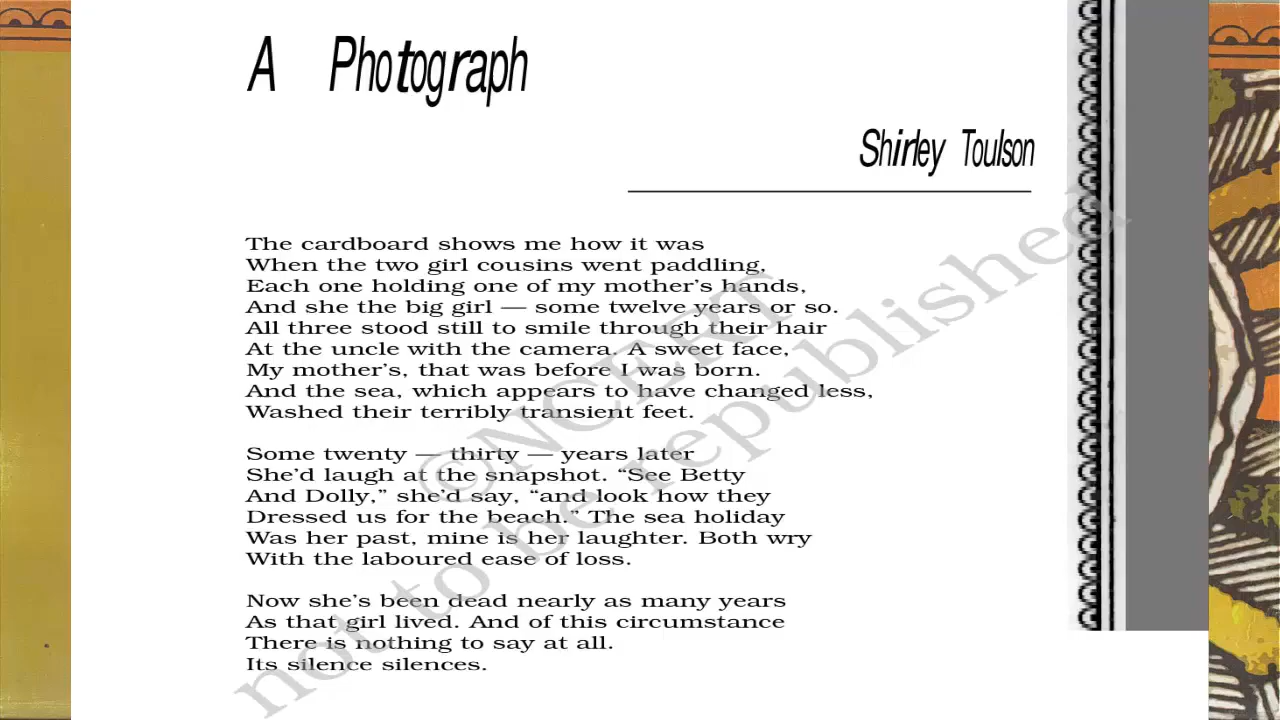 A Photograph
Shirley Toulson
The cardboard shows me how it was
When the two girl cousins went paddling,
Each one holding one of my mother's hands,
And she the big girl — some twelve years or so.
All three stood still to smile through their hair
At the uncle with the camera. A sweet face,
My mother's, that was before I was born.
And the sea, which appears to have changed less,
Washed their terribly transient feet.
Some twenty — thirty — years later
She'd laugh at the snapshot. “See Betty
And Dolly,” she'd say, “and look how they
Dressed us for the beach.” The sea holiday
Was her past, mine is her laughter. Both wry
With the laboured ease of loss.
Now she's been dead nearly as many years
As that girl lived. And of this circumstance
There is nothing to say at all.
Its silence silences.
©NCERT
not to be republished